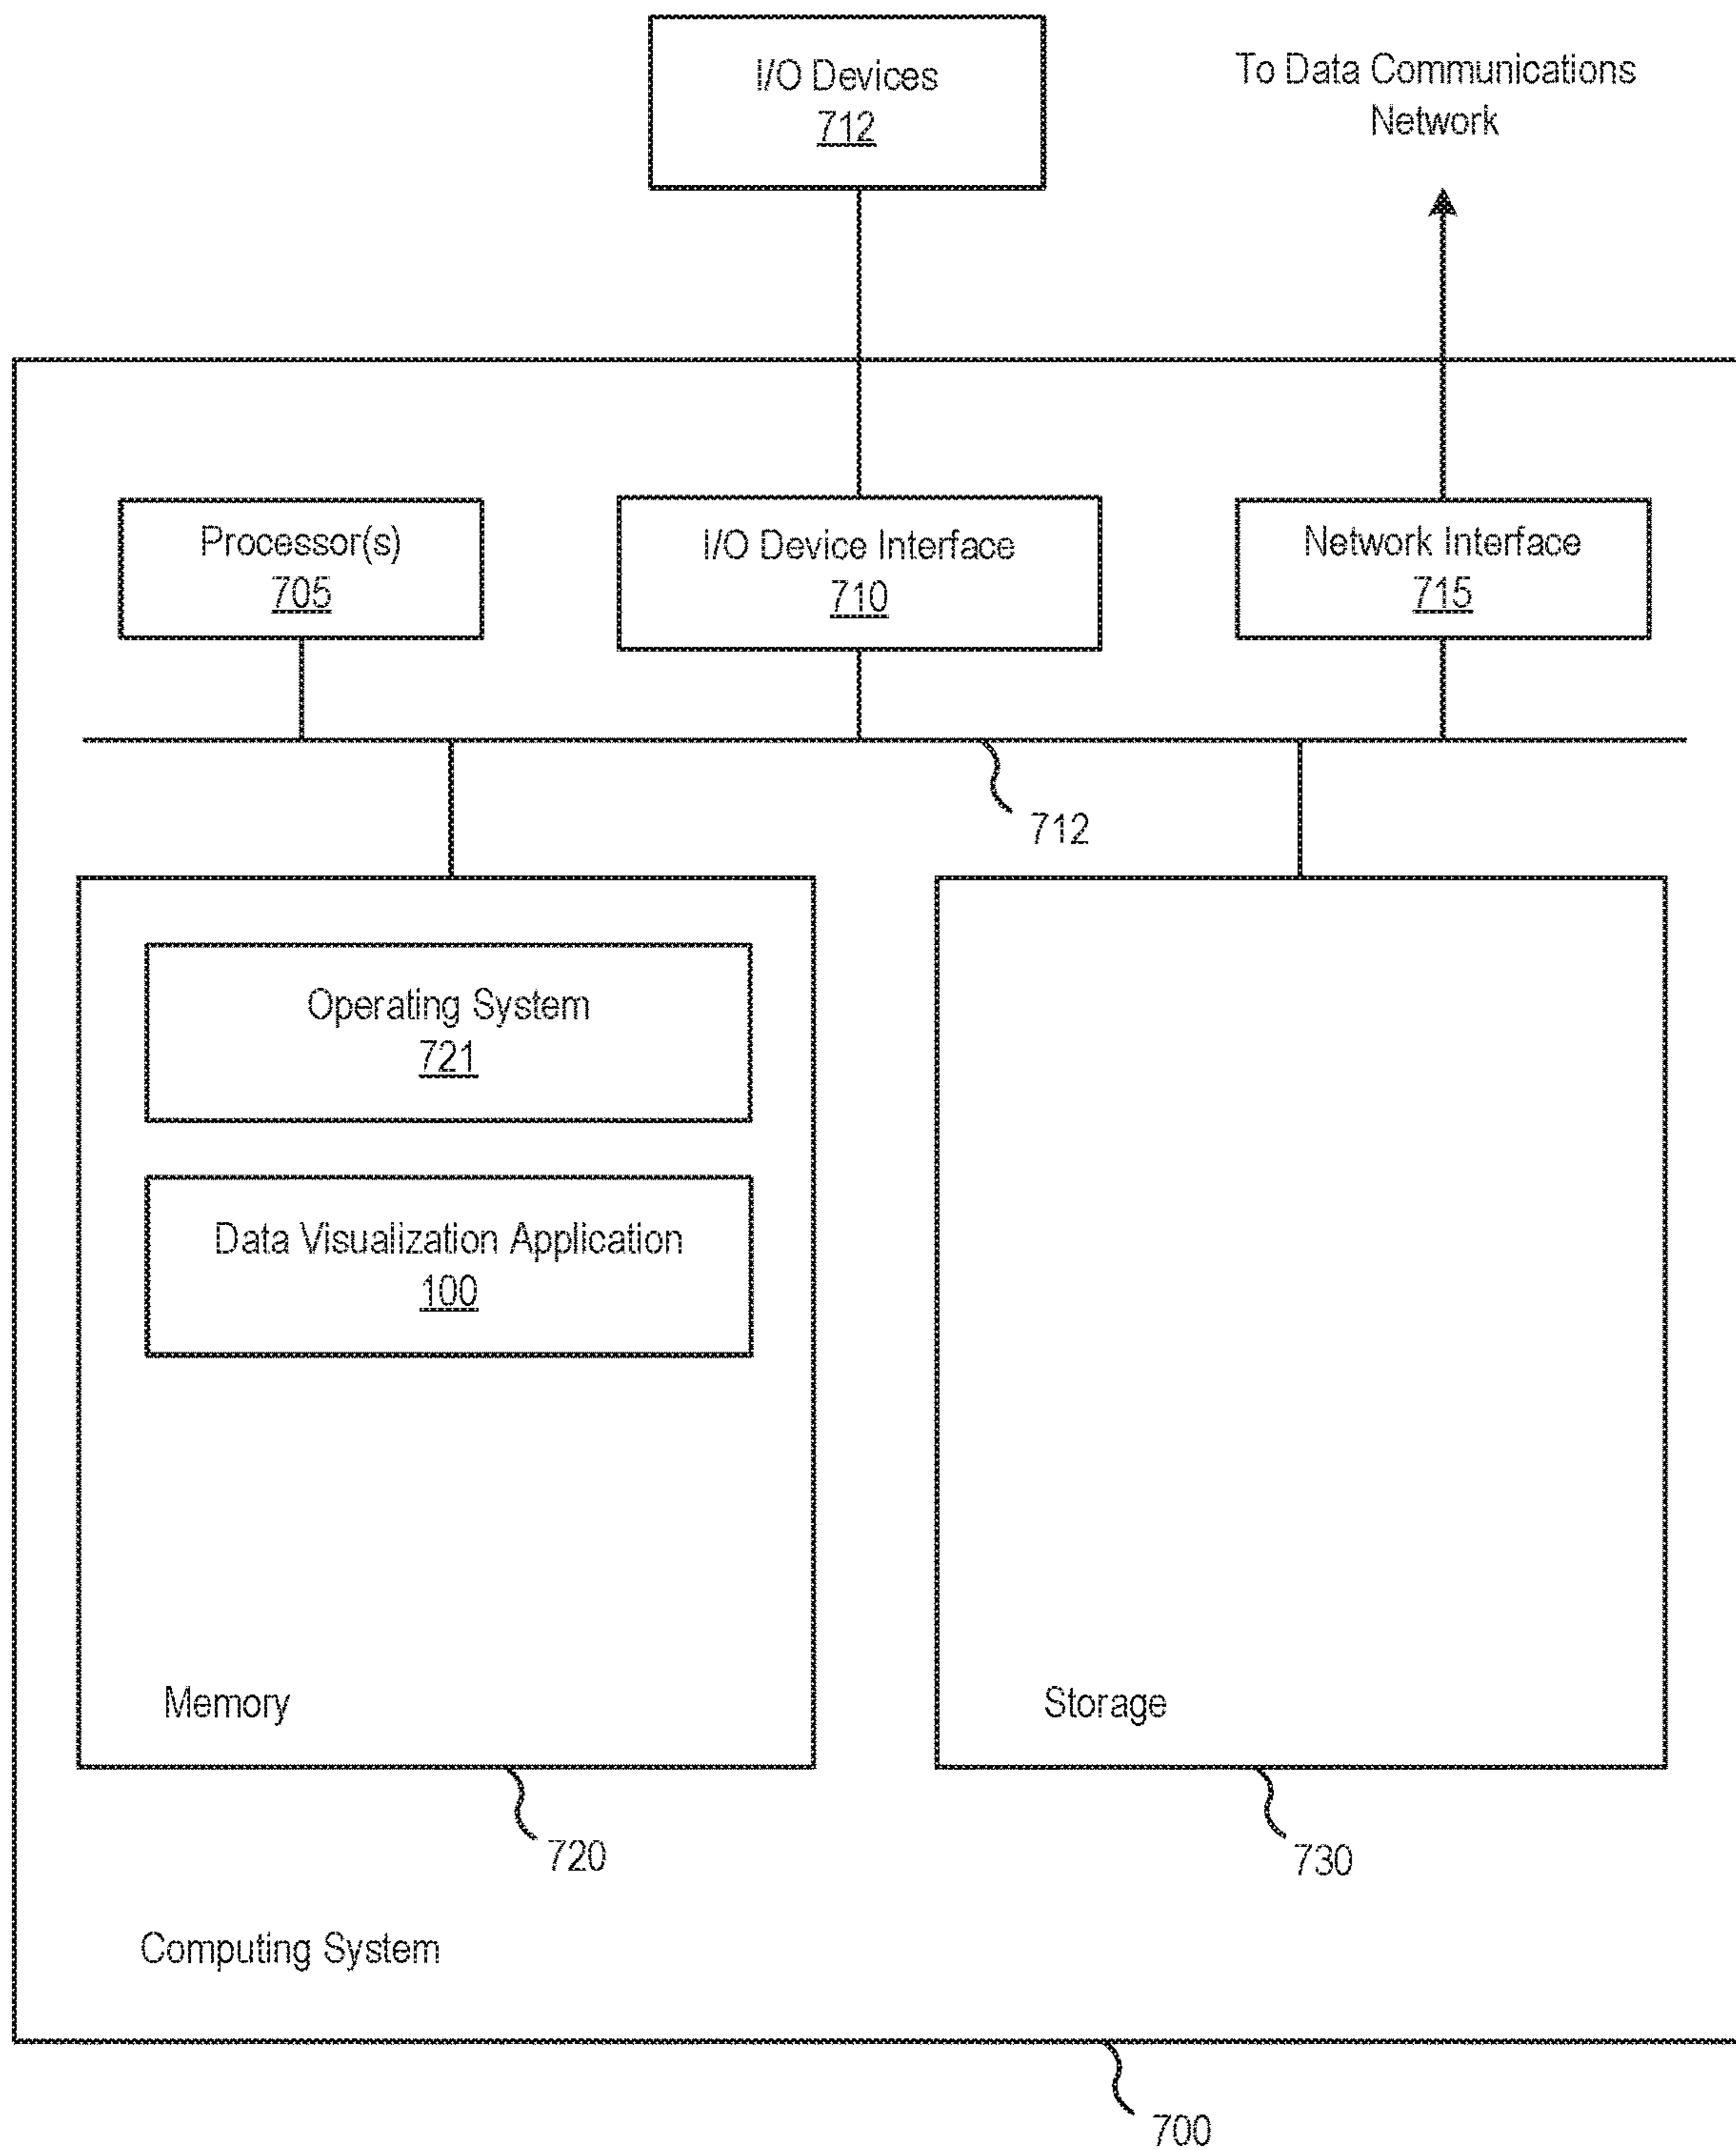 I/O Devices
712
To Data Communications
Network
Processor(s)
705
I/O Device Interface
710
Network Interface
715
712
Operating System
721
Data Visualization Application
100
Memory
Storage
720
730
Computing System
700